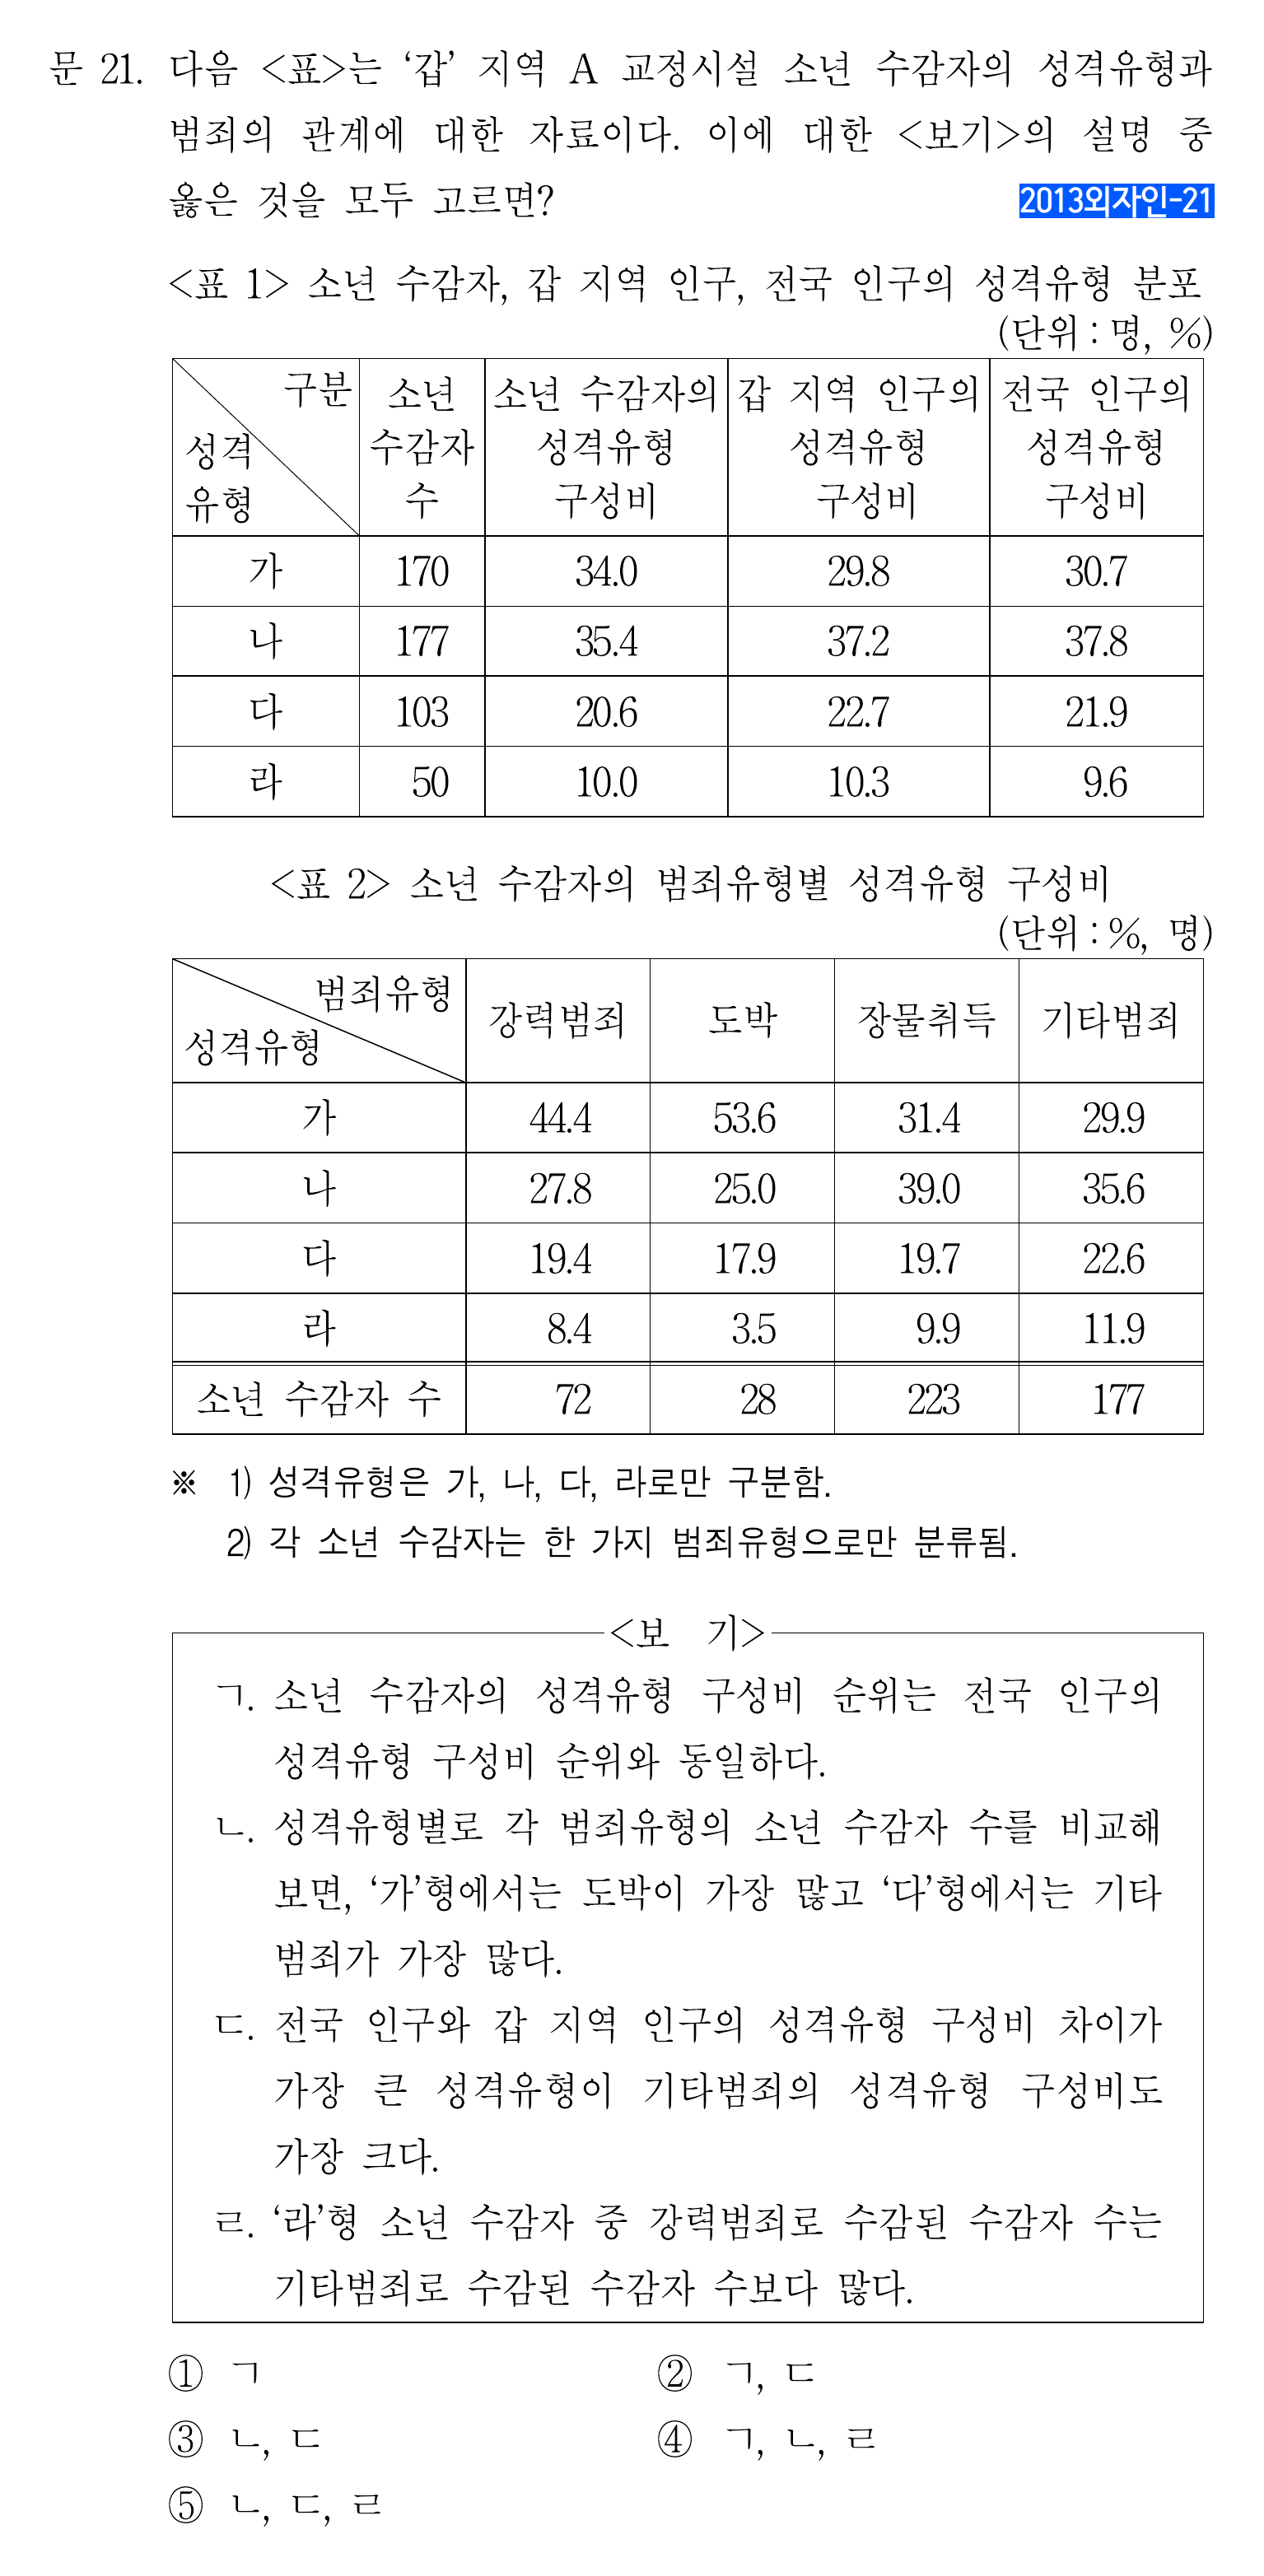 문 21. 다음 <표>는 ‘갑’ 지역 A 교정시설 소년 수감자의 성격유형과
범죄의 관계에 대한 자료이다. 이에 대한 <보기>의 설명 중
옳은 것을 모두 고르면?
2013외자인-21
<표 1> 소년 수감자, 갑 지역 인구, 전국 인구의 성격유형 분포
(단위 : 명, %)
구분 성격 유형 | 소년 수감자 수 | 소년 수감자의 성격유형 구성비 | 갑 지역 인구의 성격유형 구성비 | 전국 인구의 성격유형 구성비
가 170 34.0 29.8 30.7
나 177 35.4 37.2 37.8
다 103 20.6 22.7 21.9
라 50 10.0 10.3 9.6
<표 2> 소년 수감자의 범죄유형별 성격유형 구성비
(단위 : %, 명)
범죄유형 성격유형 | 강력범죄 | 도박 | 장물취득 | 기타범죄
가 44.4 53.6 31.4 29.9
나 27.8 25.0 39.0 35.6
다 19.4 17.9 19.7 22.6
라 8.4 3.5 9.9 11.9
소년 수감자 수 72 28 223 177
※ 1) 성격유형은 가, 나, 다, 라로만 구분함.
2) 각 소년 수감자는 한 가지 범죄유형으로만 분류됨.
<보 기>
ㄱ. 소년 수감자의 성격유형 구성비 순위는 전국 인구의
성격유형 구성비 순위와 동일하다.
ㄴ. 성격유형별로 각 범죄유형의 소년 수감자 수를 비교해
보면, ‘가’형에서는 도박이 가장 많고 ‘다’형에서는 기타
범죄가 가장 많다.
ㄷ. 전국 인구와 갑 지역 인구의 성격유형 구성비 차이가
가장 큰 성격유형이 기타범죄의 성격유형 구성비도
가장 크다.
ㄹ. ‘라’형 소년 수감자 중 강력범죄로 수감된 수감자 수는
기타범죄로 수감된 수감자 수보다 많다.
① ㄱ ② ㄱ, ㄷ
③ ㄴ, ㄷ ④ ㄱ, ㄴ, ㄹ
⑤ ㄴ, ㄷ, ㄹ